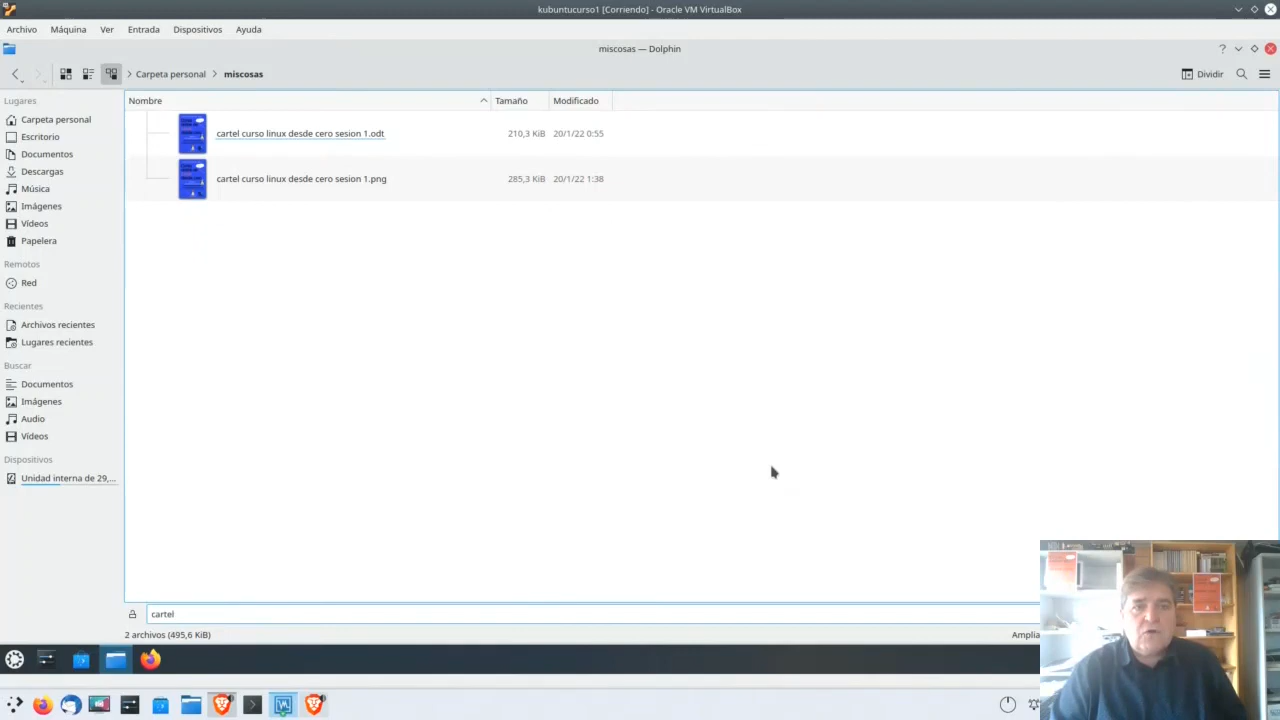 kubuntucurso1 [Corriendo] - Oracle VM VirtualBox
Archivo Máquina Ver Entrada Dispositivos Ayuda
miscosas — Dolphin
Carpeta personal miscosas Dividir
Lugares
Nombre Tamaño Modificado
Carpeta personal
cartel curso linux desde cero sesion 1.odt 210,3 KiB 20/1/22 0:55
Escritorio
Documentos
Descargas
cartel curso linux desde cero sesion 1.png 285,3 KiB 20/1/22 1:38
Música
Imágenes
Vídeos
Papelera
Remotos
Red
Recientes
Archivos recientes
Lugares recientes
Buscar
Documentos
Imágenes
Audio
Vídeos
Dispositivos
Unidad interna de 29,...
cartel
2 archivos (495,6 KiB) Amplia